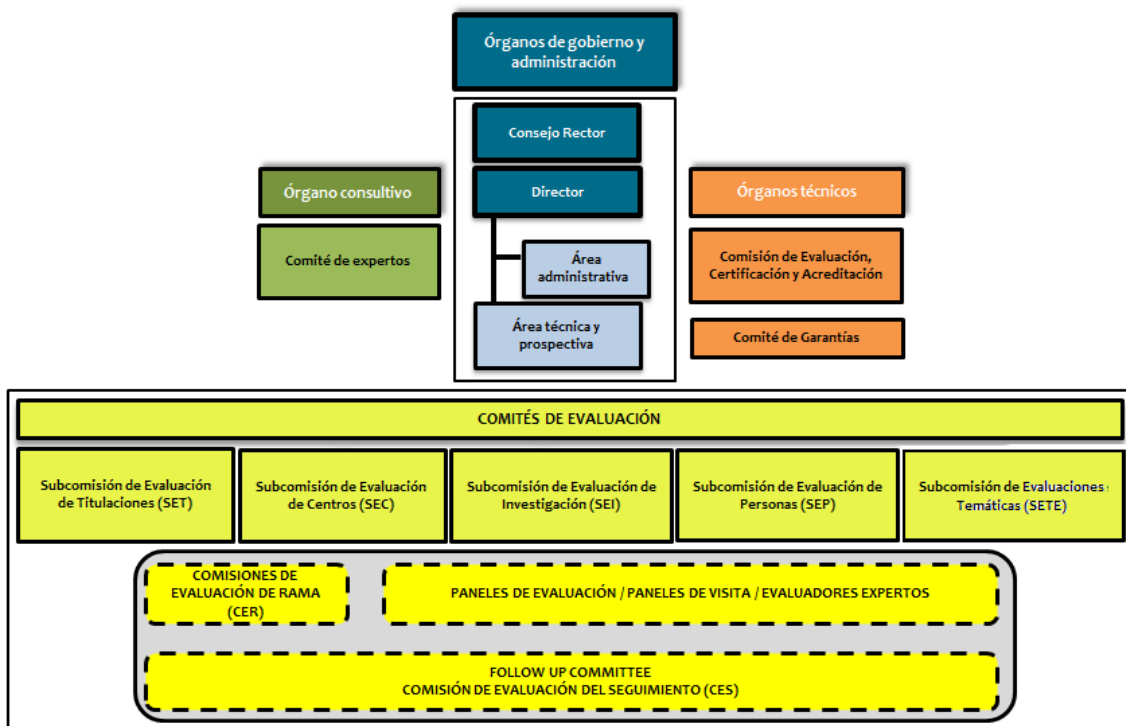 Órganos de gobierno y
administración
Consejo Rector
Director
Área
administrativa
Área técnica y
prospectiva
Órgano consultivo
Comité de expertos
Órganos técnicos
Comisión de Evaluación,
Certificación y Acreditación
Comité de Garantías
COMITÉS DE EVALUACIÓN
Subcomisión de Evaluación
de Titulaciones (SET)
Subcomisión de Evaluación
de Centros (SEC)
Subcomisión de Evaluación de
Investigación (SEI)
Subcomisión de Evaluación de
Personas (SEP)
Subcomisión de Evaluaciones
Temáticas (SETE)
COMISIONES DE
EVALUACIÓN DE RAMA
(CER)
PANELES DE EVALUACIÓN / PANELES DE VISITA / EVALUADORES EXPERTOS
FOLLOW UP COMMITTEE
COMISIÓN DE EVALUACIÓN DEL SEGUIMIENTO (CES)